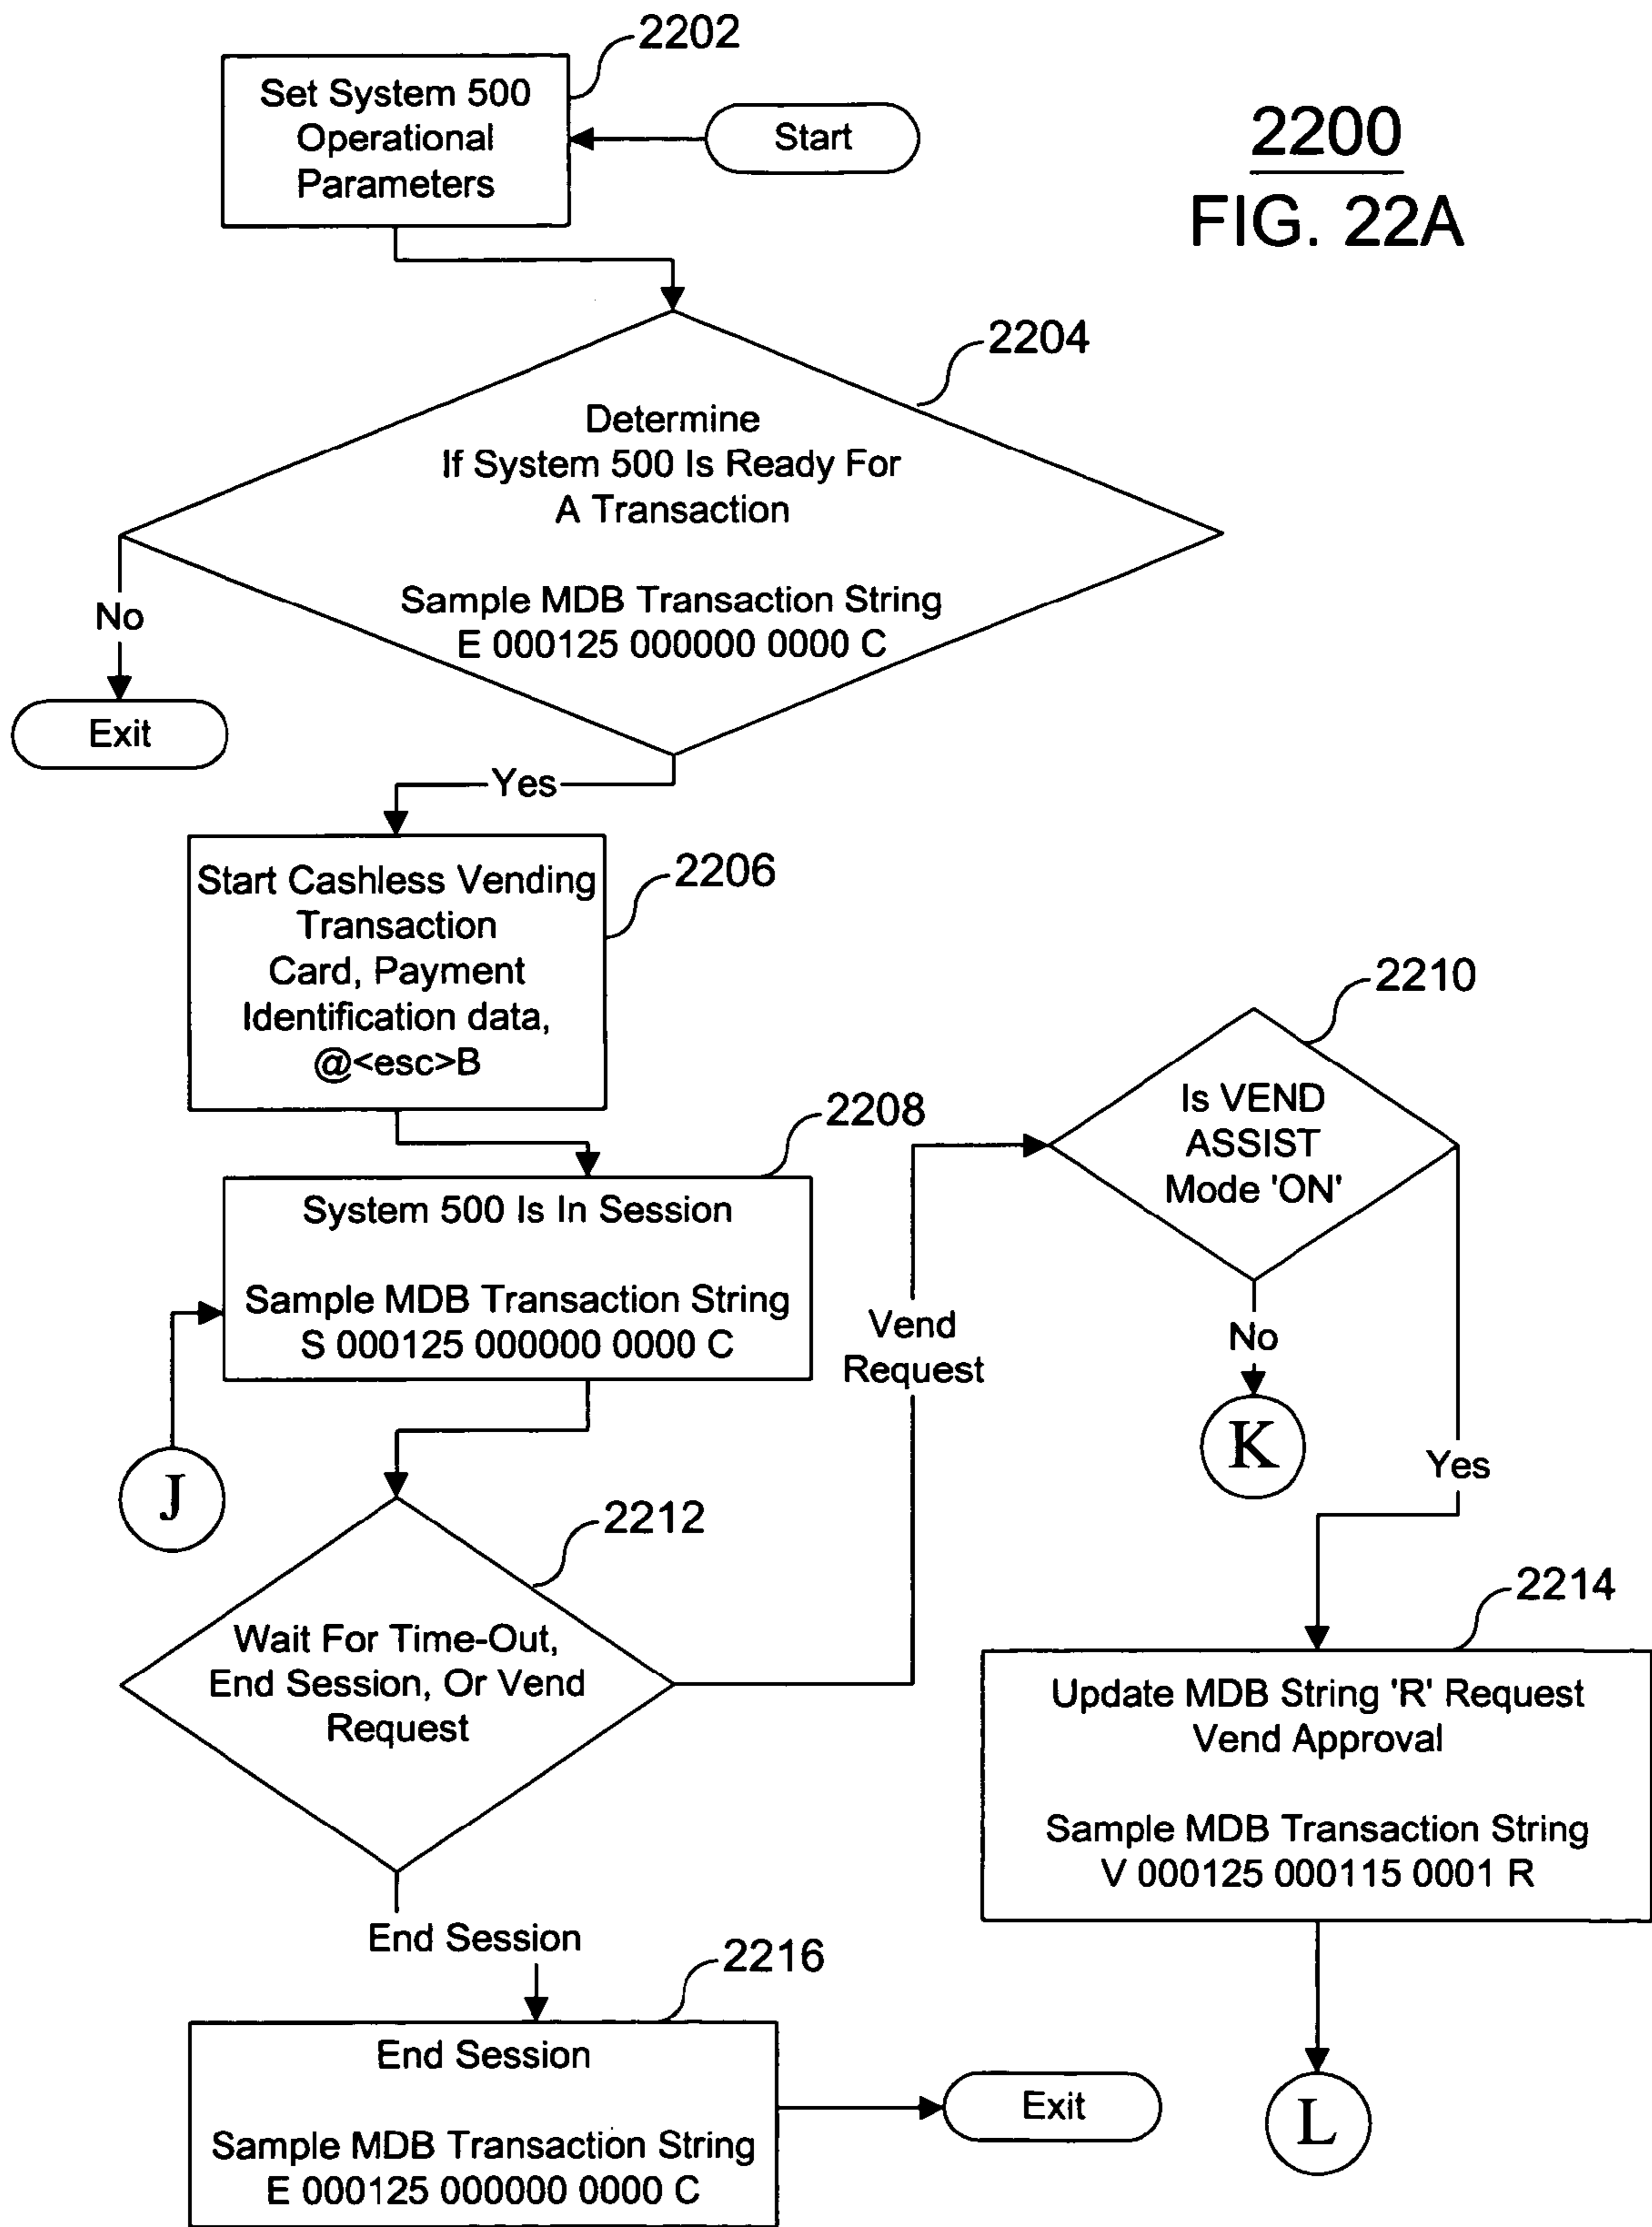 2202
Set System 500
Operational
Parameters
Start
2200
FIG. 22A
2204
Determine
If System 500 Is Ready For
A Transaction
Sample MDB Transaction String
E 000125 000000 0000 C
No
Exit
Yes
2206
Start Cashless Vending
Transaction
Card, Payment
Identification data,
@<esc>B
2208
System 500 Is In Session
Sample MDB Transaction String
S 000125 000000 0000 C
J
2210
Is VEND
ASSIST
Mode 'ON'
Vend
Request
No
K
Yes
2212
Wait For Time-Out,
End Session, Or Vend
Request
2214
Update MDB String 'R' Request
Vend Approval
Sample MDB Transaction String
V 000125 000115 0001 R
End Session
2216
End Session
Sample MDB Transaction String
E 000125 000000 0000 C
Exit
L